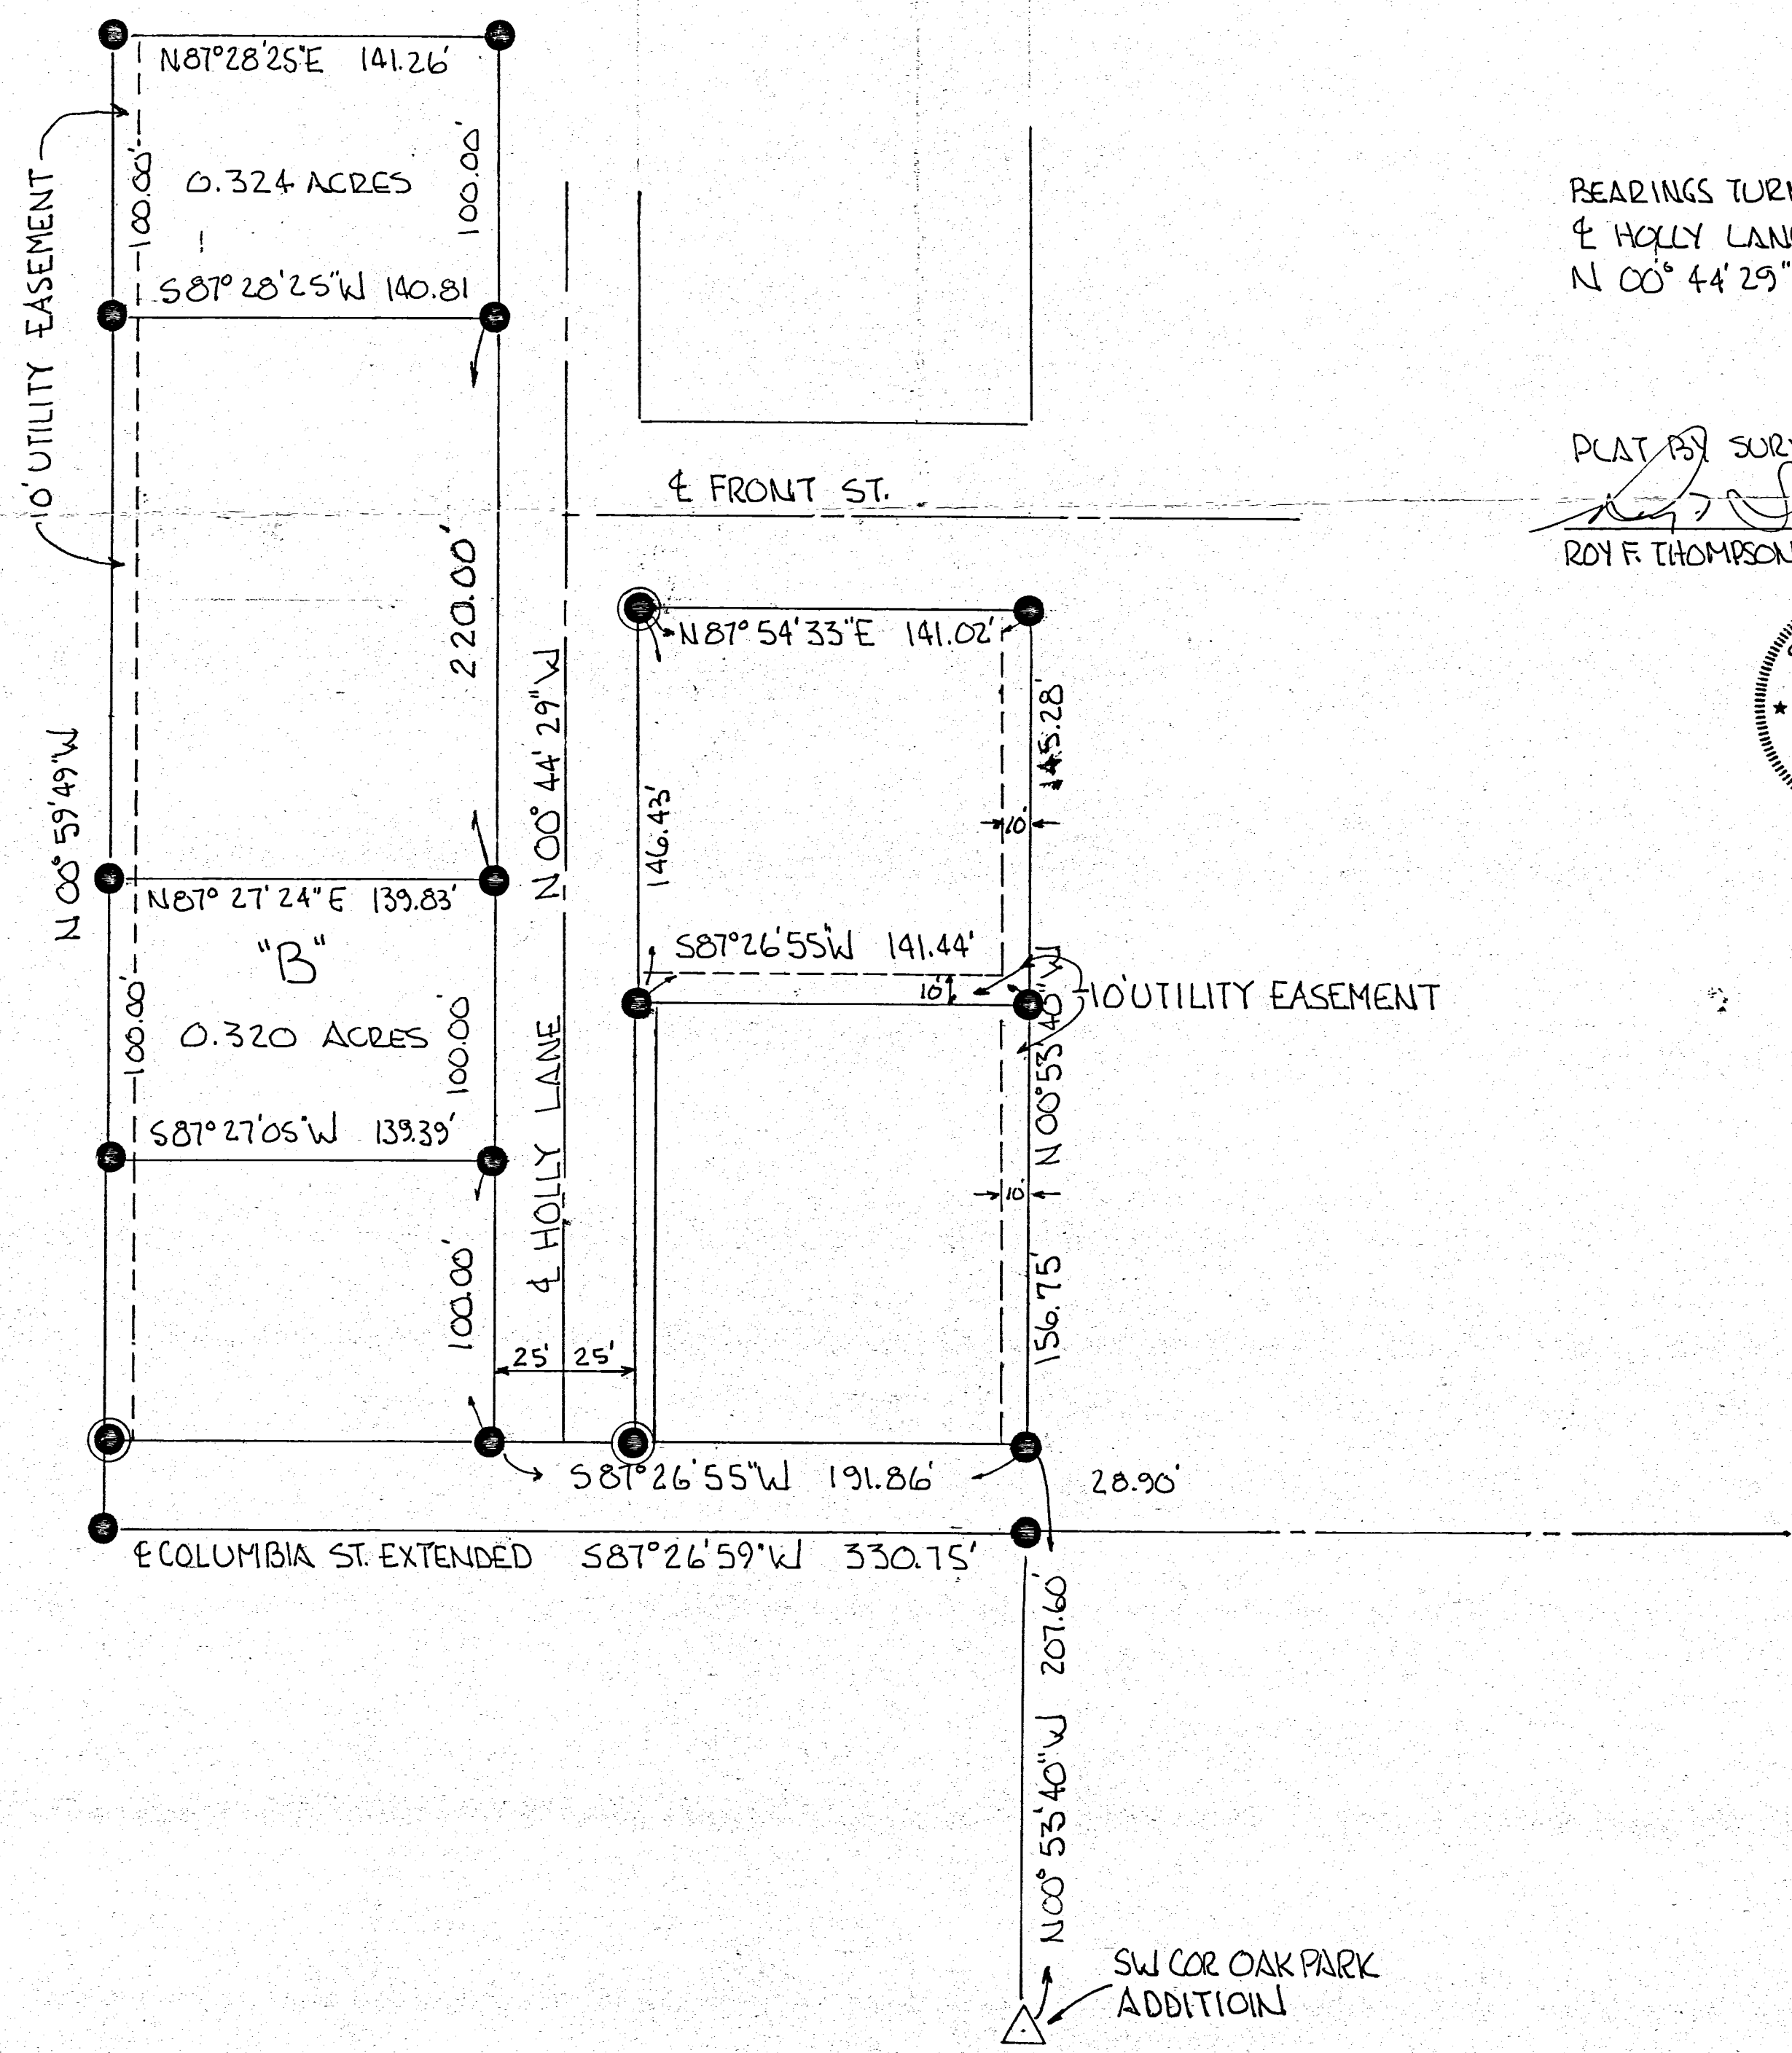 N87°28'25"E 141.26'
10' UTILITY EASEMENT
100.00'
0.324 ACRES
100.00'
S87°28'25"W 140.81
BEARINGS
℄ HOLLY
N 00° 44' 29"
℄ FRONT ST.
PLAT BY
ROY F. THOMPSON
220.00'
N87°54'33"E 141.02'
145.28'
N 00° 44' 29" W
N 00° 59' 49" W
146.43'
10'
N87° 27' 24" E 139.83'
"B"
S87°26'55"W 141.44'
10'
10' UTILITY EASEMENT
100.00'
0.320 ACRES
100.00'
℄ HOLLY LANE
N 00° 53' 40" W
S87°27'05"W 139.39'
10'
100.00'
156.75'
25' 25'
S87°26'55"W 191.86'
28.90'
℄ COLUMBIA ST. EXTENDED S87°26'59"W 330.75'
N00° 53' 40" W 207.60'
SW COR OAK PARK
ADDITIOIN